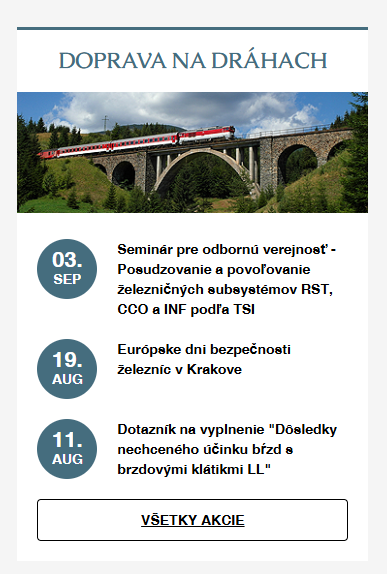 DOPRAVA NA DRÁHACH
03.
SEP
Seminár pre odbornú verejnosť -
Posudzovanie a povoľovanie
železničných subsystémov RST,
CCO a INF podľa TSI
19.
AUG
Európske dni bezpečnosti
železníc v Krakove
11.
AUG
Dotazník na vyplnenie "Dôsledky
nechceného účinku bŕzd s
brzdovými klátikmi LL"
VŠETKY AKCIE